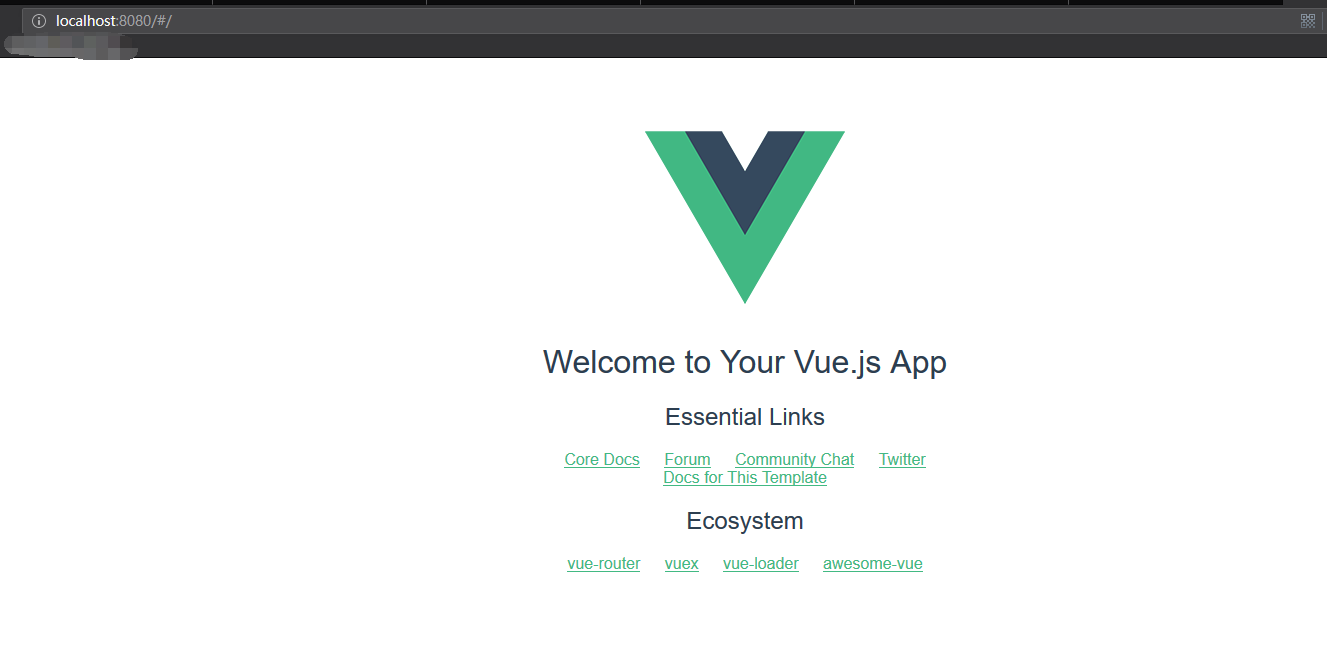 localhost:8080/#/
Welcome to Your Vue.js App
Essential Links
Core Docs Forum Community Chat Twitter
Docs for This Template
Ecosystem
vue-router vuex vue-loader awesome-vue